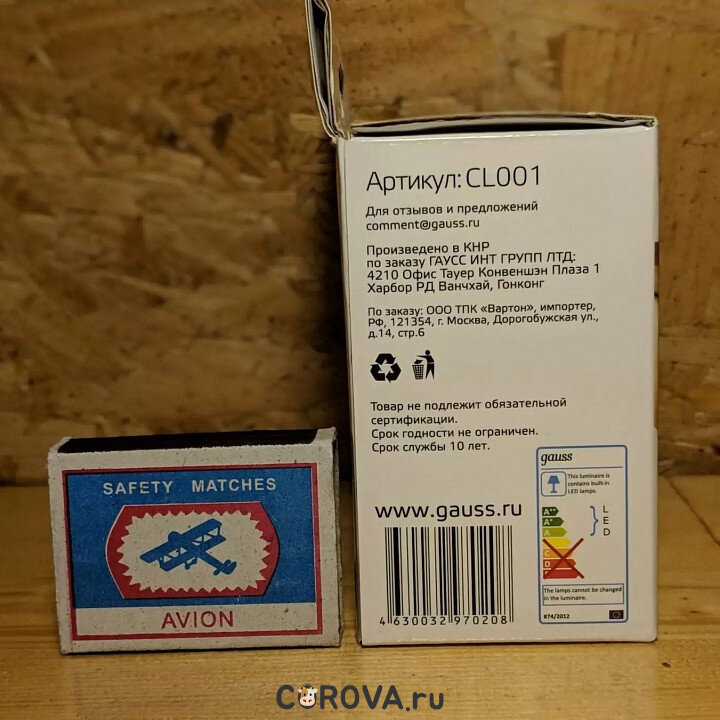 Артикул: CL001
Для отзывов и предложений
comment@gauss.ru
Произведено в КНР
по заказу ГАУСС ИНТ ГРУПП ЛТД:
4210 Офис Тауер Конвеншэн Плаза 1
Харбор РД Ванчхай, Гонконг
По заказу: ООО ТПК «Вартон», импортер,
РФ, 121354, г. Москва, Дорогобужская ул.,
д.14, стр.6
Товар не подлежит обязательной
сертификации.
Срок годности не ограничен.
Срок службы 10 лет.
www.gauss.ru
4 630032 970208
gauss
This luminaire is
contains built-in
LED lamps.
A++
A+
A
B
C
D
E
LED
The lamps cannot be changed
in the luminaire.
874/2012
SAFETY MATCHES
AVION
COROVA.ru